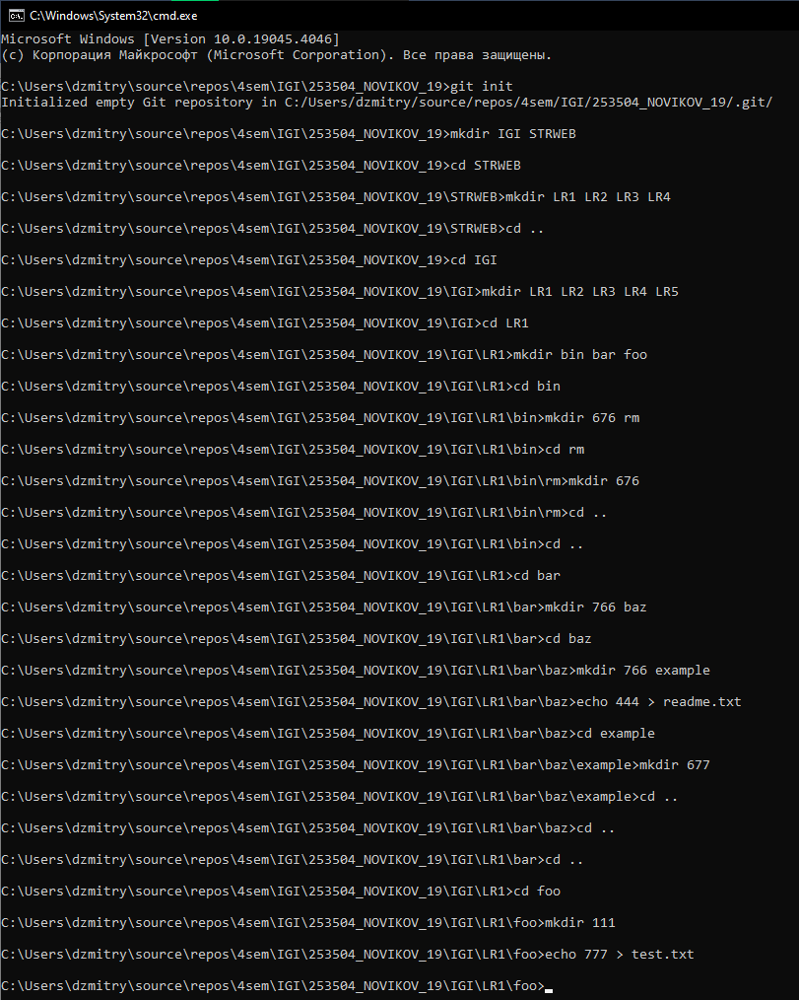 C:\Windows\System32\cmd.exe
Microsoft Windows [Version 10.0.19045.4046]
(c) Корпорация Майкрософт (Microsoft Corporation). Все права защищены.
C:\Users\dzmitry\source\repos\4sem\IGI\253504_NOVIKOV_19>git init
Initialized empty Git repository in C:/Users/dzmitry/source/repos/4sem/IGI/253504_NOVIKOV_19/.git/
C:\Users\dzmitry\source\repos\4sem\IGI\253504_NOVIKOV_19>mkdir IGI STRWEB
C:\Users\dzmitry\source\repos\4sem\IGI\253504_NOVIKOV_19>cd STRWEB
C:\Users\dzmitry\source\repos\4sem\IGI\253504_NOVIKOV_19\STRWEB>mkdir LR1 LR2 LR3 LR4
C:\Users\dzmitry\source\repos\4sem\IGI\253504_NOVIKOV_19\STRWEB>cd ..
C:\Users\dzmitry\source\repos\4sem\IGI\253504_NOVIKOV_19>cd IGI
C:\Users\dzmitry\source\repos\4sem\IGI\253504_NOVIKOV_19\IGI>mkdir LR1 LR2 LR3 LR4 LR5
C:\Users\dzmitry\source\repos\4sem\IGI\253504_NOVIKOV_19\IGI>cd LR1
C:\Users\dzmitry\source\repos\4sem\IGI\253504_NOVIKOV_19\IGI\LR1>mkdir bin bar foo
C:\Users\dzmitry\source\repos\4sem\IGI\253504_NOVIKOV_19\IGI\LR1>cd bin
C:\Users\dzmitry\source\repos\4sem\IGI\253504_NOVIKOV_19\IGI\LR1\bin>mkdir 676 rm
C:\Users\dzmitry\source\repos\4sem\IGI\253504_NOVIKOV_19\IGI\LR1\bin>cd rm
C:\Users\dzmitry\source\repos\4sem\IGI\253504_NOVIKOV_19\IGI\LR1\bin\rm>mkdir 676
C:\Users\dzmitry\source\repos\4sem\IGI\253504_NOVIKOV_19\IGI\LR1\bin\rm>cd ..
C:\Users\dzmitry\source\repos\4sem\IGI\253504_NOVIKOV_19\IGI\LR1\bin>cd ..
C:\Users\dzmitry\source\repos\4sem\IGI\253504_NOVIKOV_19\IGI\LR1>cd bar
C:\Users\dzmitry\source\repos\4sem\IGI\253504_NOVIKOV_19\IGI\LR1\bar>mkdir 766 baz
C:\Users\dzmitry\source\repos\4sem\IGI\253504_NOVIKOV_19\IGI\LR1\bar>cd baz
C:\Users\dzmitry\source\repos\4sem\IGI\253504_NOVIKOV_19\IGI\LR1\bar\baz>mkdir 766 example
C:\Users\dzmitry\source\repos\4sem\IGI\253504_NOVIKOV_19\IGI\LR1\bar\baz>echo 444 > readme.txt
C:\Users\dzmitry\source\repos\4sem\IGI\253504_NOVIKOV_19\IGI\LR1\bar\baz>cd example
C:\Users\dzmitry\source\repos\4sem\IGI\253504_NOVIKOV_19\IGI\LR1\bar\baz\example>mkdir 677
C:\Users\dzmitry\source\repos\4sem\IGI\253504_NOVIKOV_19\IGI\LR1\bar\baz\example>cd ..
C:\Users\dzmitry\source\repos\4sem\IGI\253504_NOVIKOV_19\IGI\LR1\bar\baz>cd ..
C:\Users\dzmitry\source\repos\4sem\IGI\253504_NOVIKOV_19\IGI\LR1\bar>cd ..
C:\Users\dzmitry\source\repos\4sem\IGI\253504_NOVIKOV_19\IGI\LR1>cd foo
C:\Users\dzmitry\source\repos\4sem\IGI\253504_NOVIKOV_19\IGI\LR1\foo>mkdir 111
C:\Users\dzmitry\source\repos\4sem\IGI\253504_NOVIKOV_19\IGI\LR1\foo>echo 777 > test.txt
C:\Users\dzmitry\source\repos\4sem\IGI\253504_NOVIKOV_19\IGI\LR1\foo>